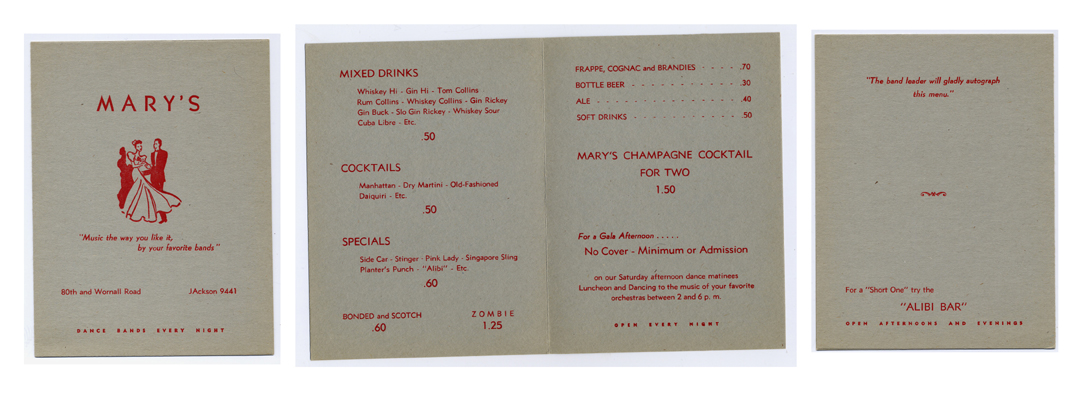 MARY'S
"Music the way you like it,
by your favorite bands"
80th and Wornall Road JAckson 9441
DANCE BANDS EVERY NIGHT
MIXED DRINKS
Whiskey Hi - Gin Hi - Tom Collins
Rum Collins - Whiskey Collins - Gin Rickey
Gin Buck - Slo Gin Rickey - Whiskey Sour
Cuba Libre - Etc.
.50
COCKTAILS
Manhattan - Dry Martini - Old-Fashioned
Daiquiri - Etc.
.50
SPECIALS
Side Car - Stinger - Pink Lady - Singapore Sling
Planter's Punch - "Alibi" - Etc.
.60
BONDED and SCOTCH ZOMBIE
.60 1.25
FRAPPE, COGNAC and BRANDIES - - - - .70
BOTTLE BEER - - - - - - - - - - - - .30
ALE - - - - - - - - - - - - - - - .40
SOFT DRINKS - - - - - - - - - - - - .50
MARY'S CHAMPAGNE COCKTAIL
FOR TWO
1.50
For a Gala Afternoon . . . . .
No Cover - Minimum or Admission
on our Saturday afternoon dance matinees
Luncheon and Dancing to the music of your favorite
orchestras between 2 and 6 p. m.
OPEN EVERY NIGHT
"The band leader will gladly autograph
this menu."
For a "Short One" try the
"ALIBI BAR"
OPEN AFTERNOONS AND EVENINGS